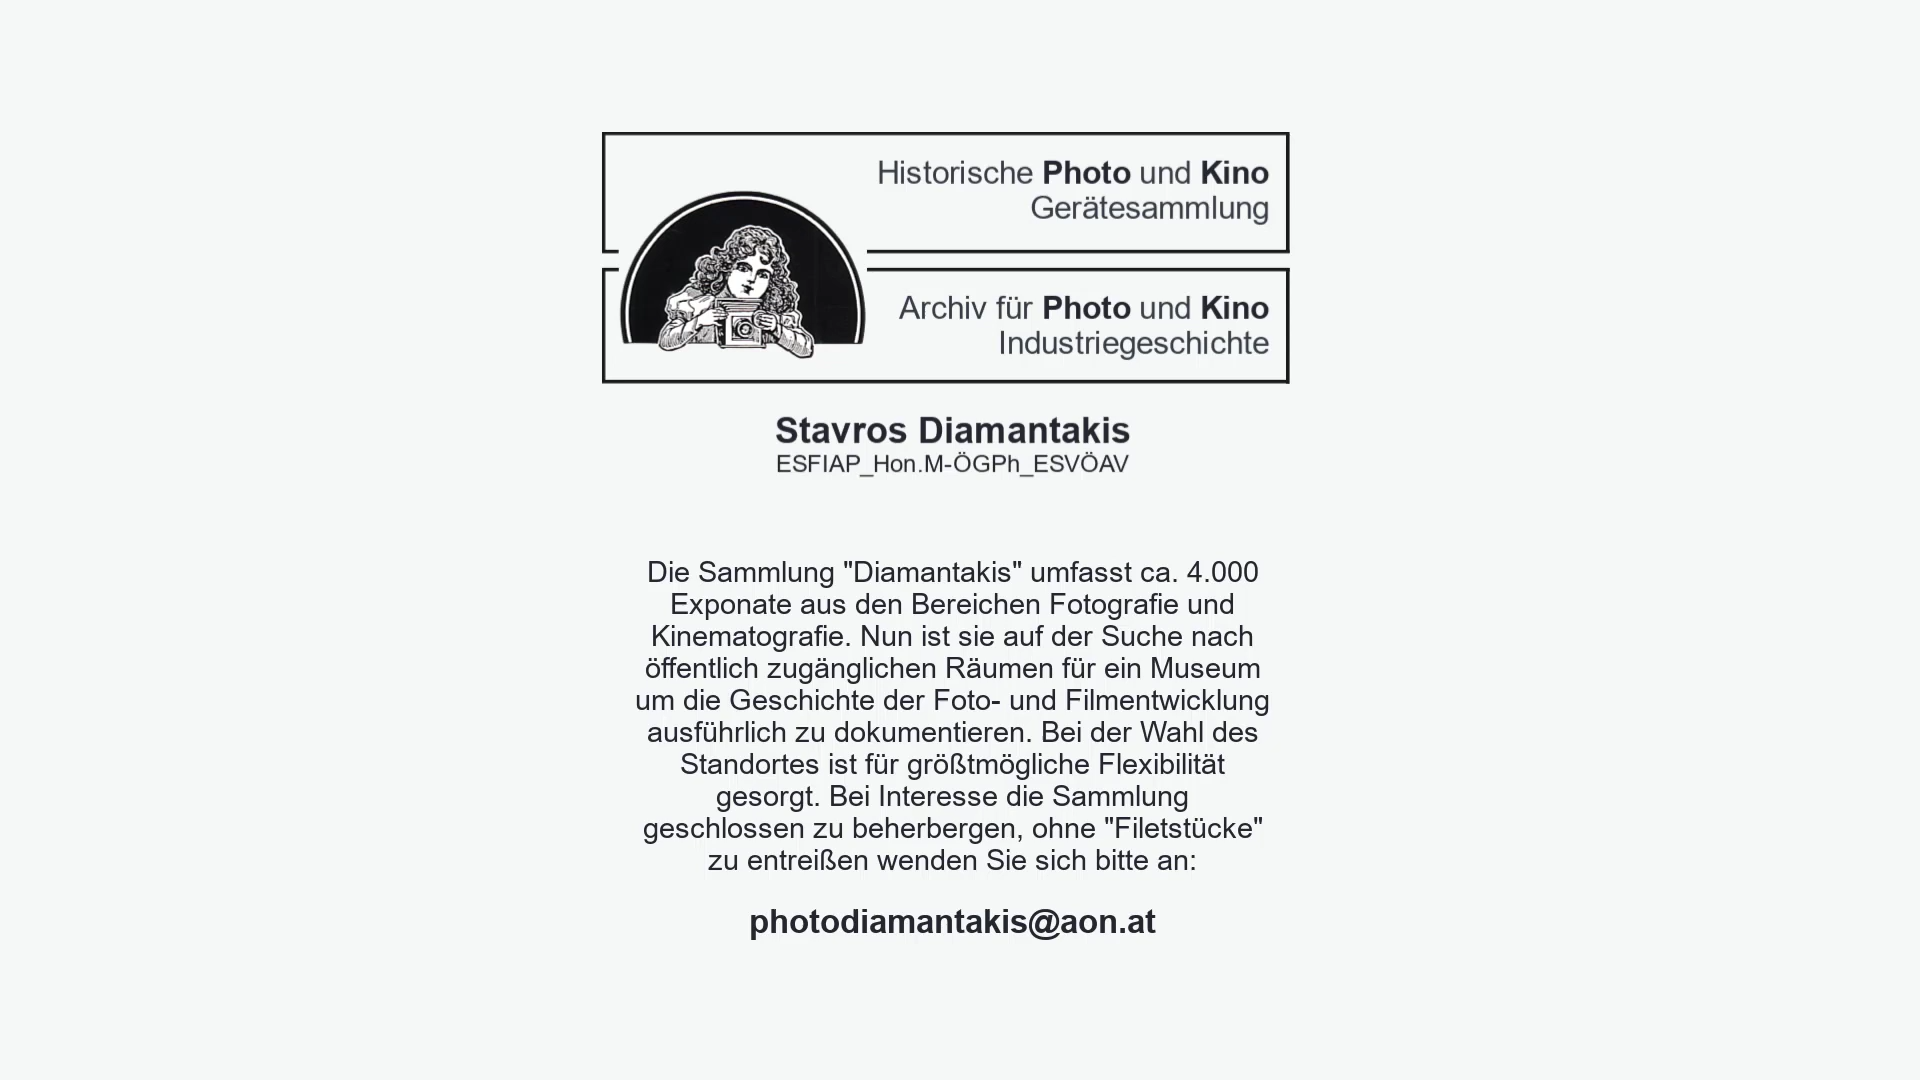 Historische Photo und Kino
Gerätesammlung
Archiv für Photo und Kino
Industriegeschichte
Stavros Diamantakis
ESFIAP_Hon.M-ÖGPh_ESVÖAV
Die Sammlung "Diamantakis" umfasst ca. 4.000
Exponate aus den Bereichen Fotografie und
Kinematografie. Nun ist sie auf der Suche nach
öffentlich zugänglichen Räumen für ein Museum
um die Geschichte der Foto- und Filmentwicklung
ausführlich zu dokumentieren. Bei der Wahl des
Standortes ist für größtmögliche Flexibilität
gesorgt. Bei Interesse die Sammlung
geschlossen zu beherbergen, ohne "Filetstücke"
zu entreißen wenden Sie sich bitte an:
photodiamantakis@aon.at